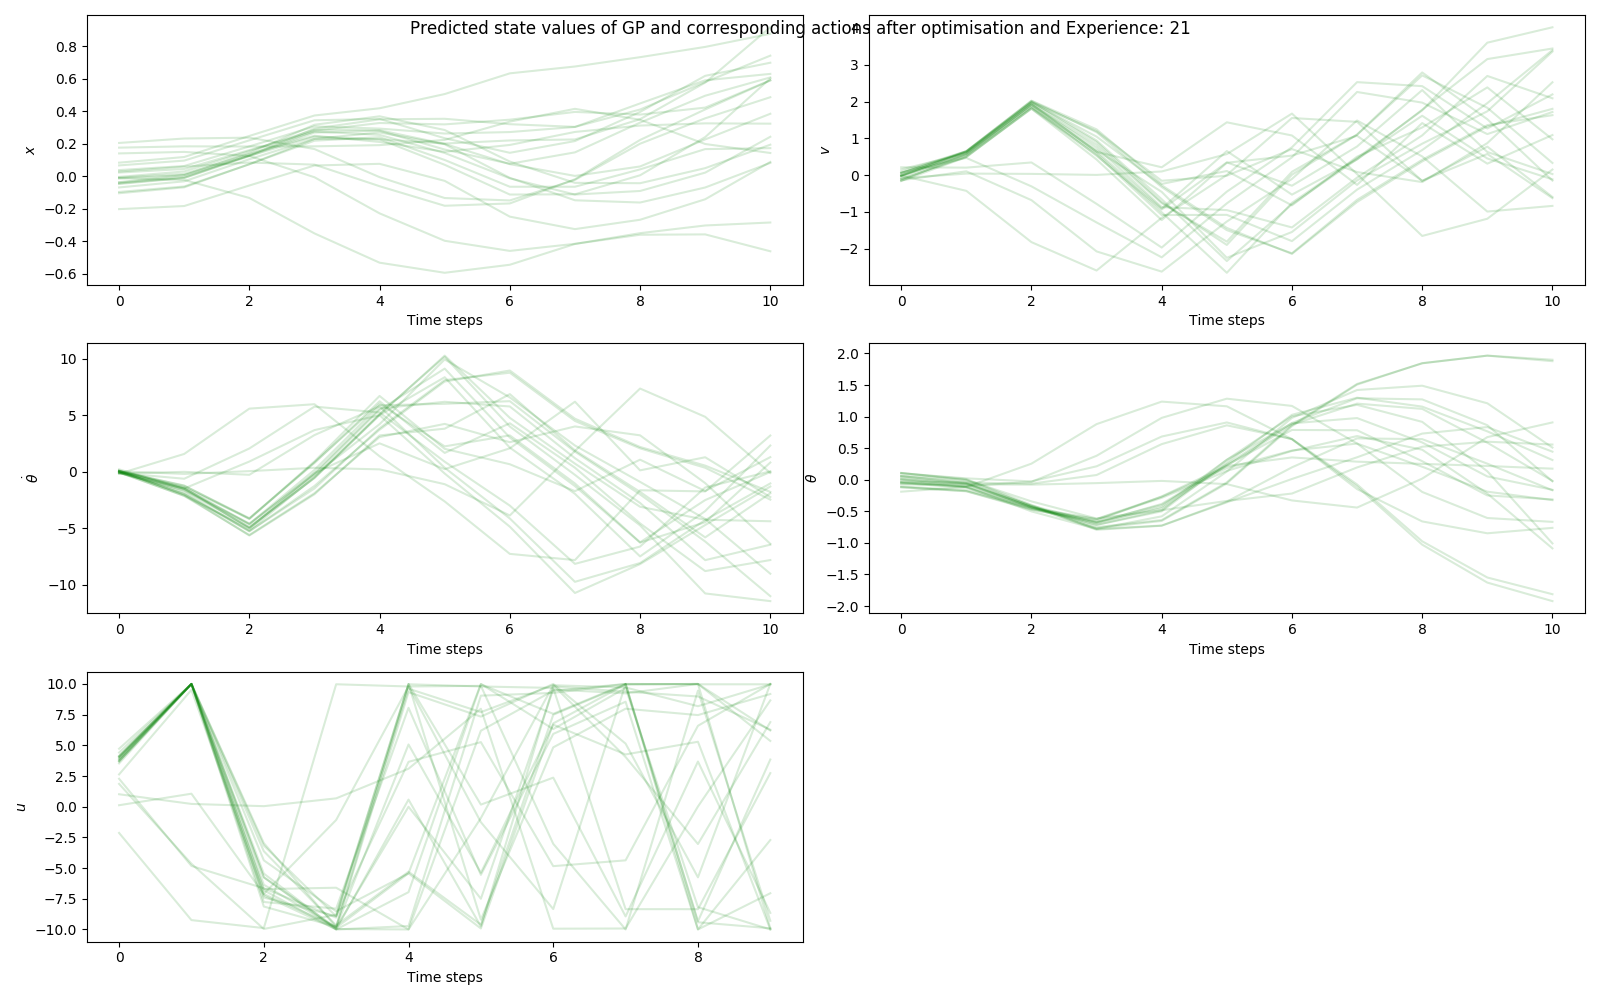 Predicted state values of GP and corresponding actions after optimisation and Experience: 21
0.8
0.6
0.4
0.2
0.0
−0.2
−0.4
−0.6
x
0 2 4 6 8 10
Time steps
4
3
2
1
0
−1
−2
v
0 2 4 6 8 10
Time steps
10
5
0
−5
−10
θ̇
0 2 4 6 8 10
Time steps
2.0
1.5
1.0
0.5
0.0
−0.5
−1.0
−1.5
−2.0
θ
0 2 4 6 8 10
Time steps
10.0
7.5
5.0
2.5
0.0
−2.5
−5.0
−7.5
−10.0
u
0 2 4 6 8
Time steps